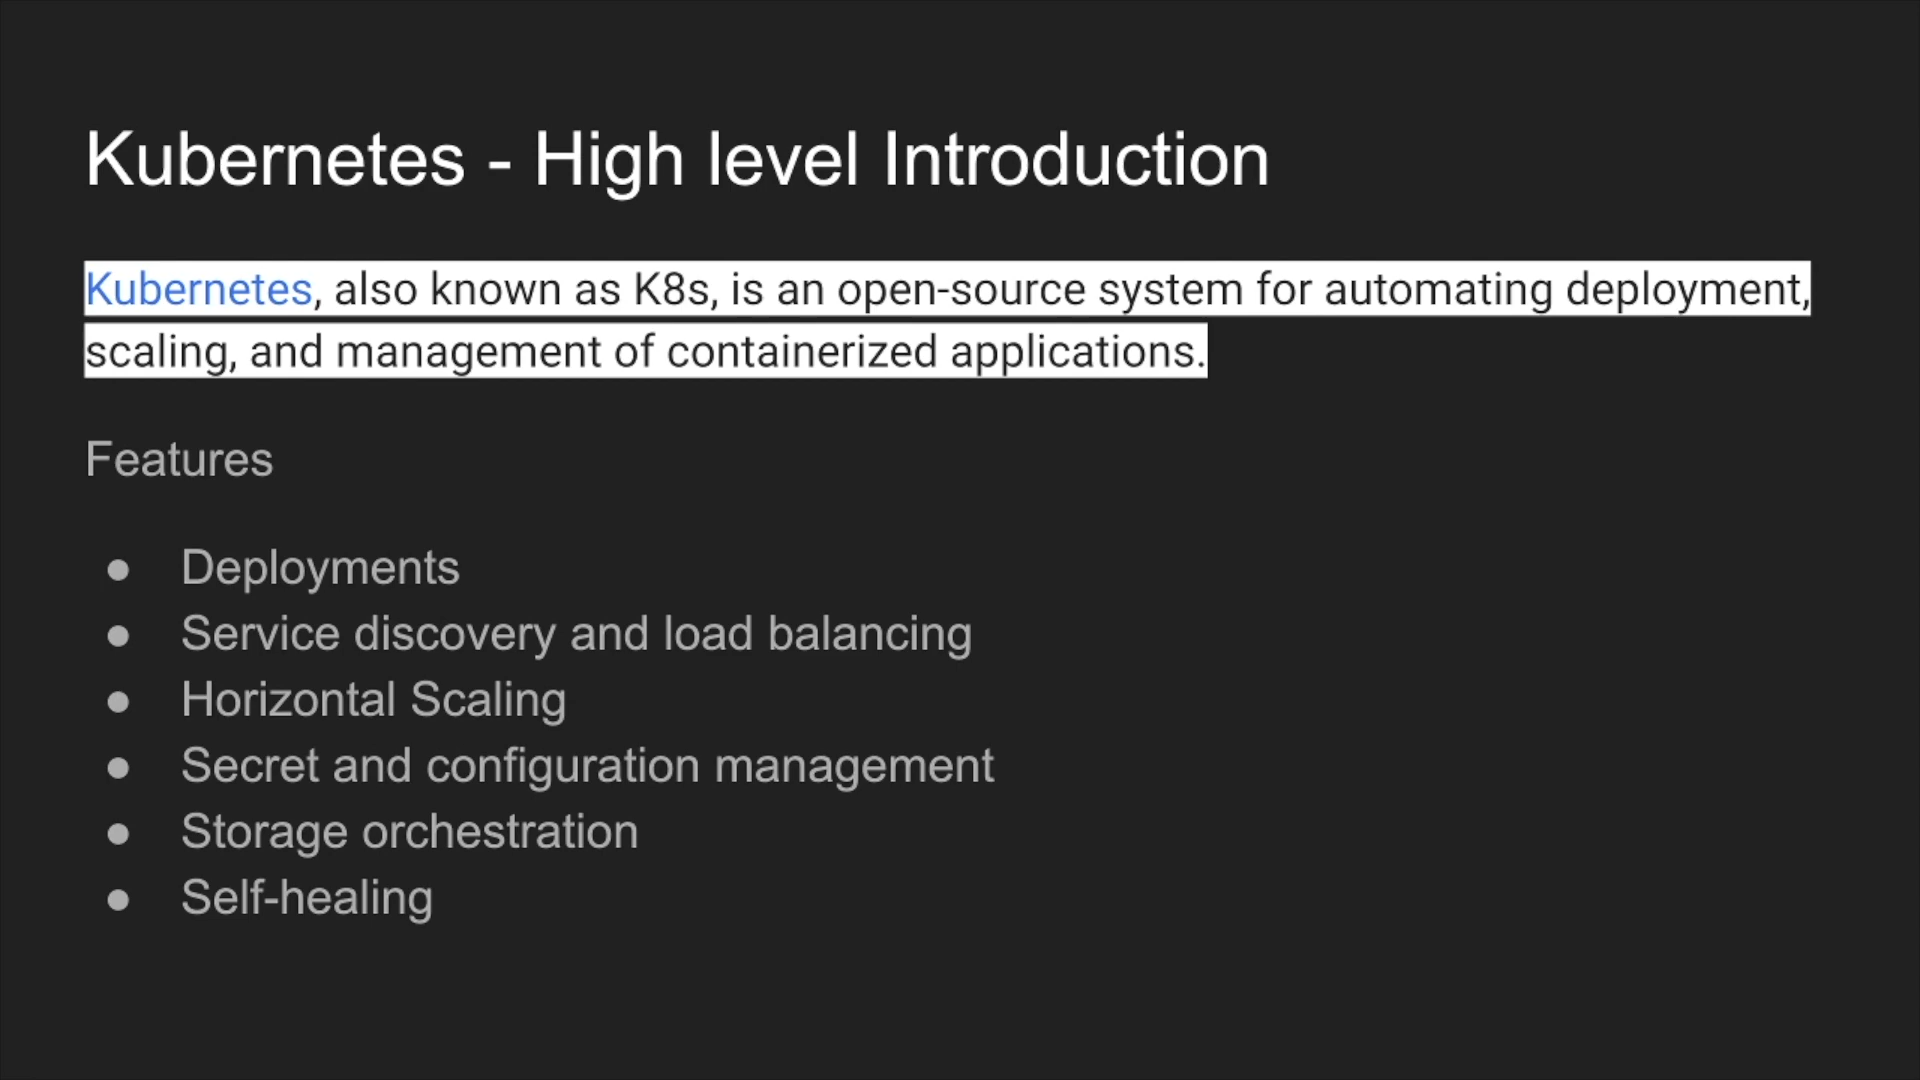 Kubernetes - High level Introduction
Kubernetes, also known as K8s, is an open-source system for automating deployment,
scaling, and management of containerized applications.
Features
● Deployments
● Service discovery and load balancing
● Horizontal Scaling
● Secret and configuration management
● Storage orchestration
● Self-healing